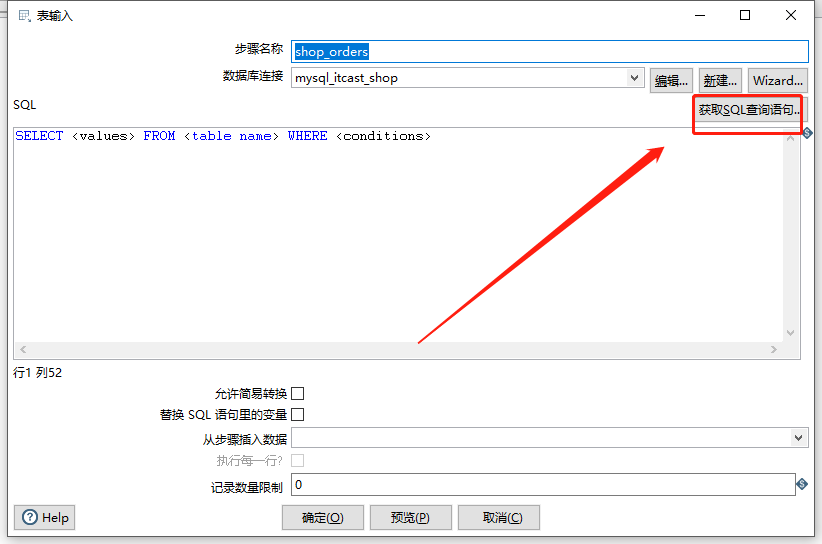 表输入
步骤名称 shop_orders
数据库连接 mysql_itcast_shop 编辑... 新建... Wizard...
SQL 获取SQL查询语句...
SELECT <values> FROM <table name> WHERE <conditions>
行1 列52
允许简易转换
替换 SQL 语句里的变量
从步骤插入数据
执行每一行?
记录数量限制 0
Help 确定(O) 预览(P) 取消(C)